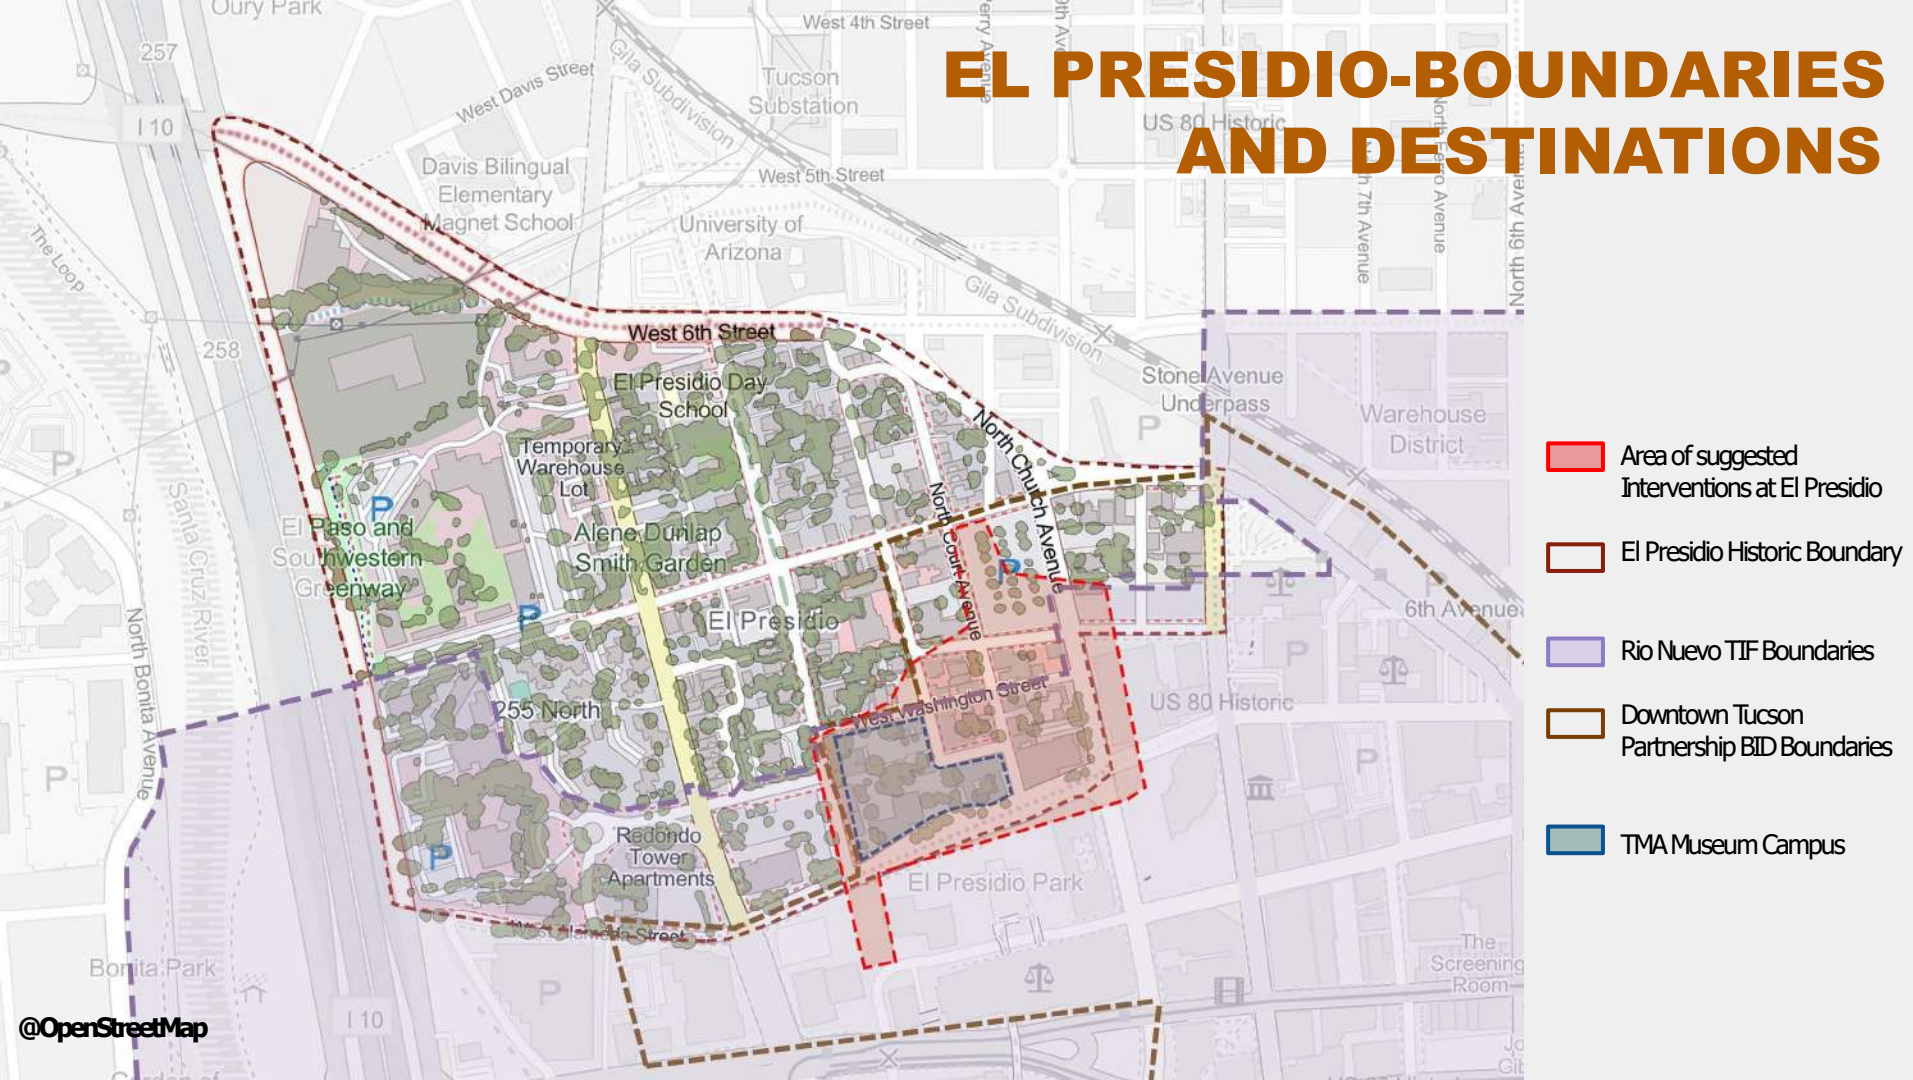 EL PRESIDIO-BOUNDARIES
AND DESTINATIONS
Oury Park
257
I 10
258
The Loop
West Davis Street
Gila Subdivision
West 4th Street
Tucson
Substation
Davis Bilingual
Elementary
Magnet School
West 5th Street
University of
Arizona
US 80 Historic
North 7th Avenue
North 6th Avenue
Gila Subdivision
West 6th Street
El Presidio Day
School
Stone Avenue
Underpass
Warehouse
District
P
P
Temporary
Warehouse
Lot
North Church Avenue
North Court Avenue
P
El Paso and
Southwestern
Greenway
Alene Dunlap
Smith Garden
P
P
El Presidio
6th Avenue
P
Santa Cruz River
North Bonita Avenue
255 North
West Washington Street
US 80 Historic
P
P
P
Redondo
Tower
Apartments
El Presidio Park
West Alameda Street
Bonita Park
P
I 10
The
Screening
Room
@OpenStreetMap
Area of suggested
Interventions at El Presidio
El Presidio Historic Boundary
Rio Nuevo TIF Boundaries
Downtown Tucson
Partnership BID Boundaries
TMA Museum Campus